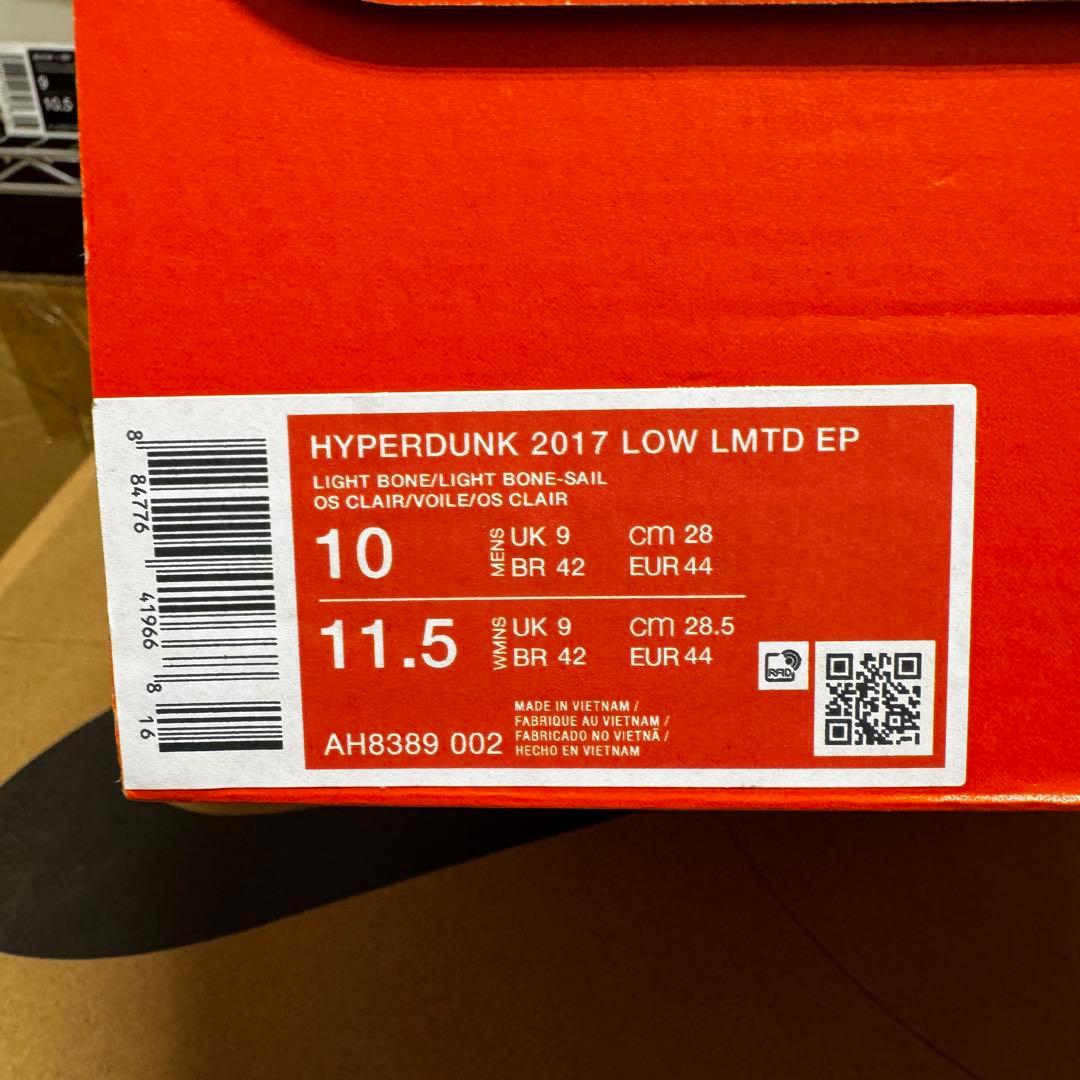 9
10.5
HYPERDUNK 2017 LOW LMTD EP
LIGHT BONE/LIGHT BONE-SAIL
OS CLAIR/VOILE/OS CLAIR
10 MENS UK 9 cm 28
BR 42 EUR 44
11.5 WMNS UK 9 cm 28.5
BR 42 EUR 44
RFID
MADE IN VIETNAM /
FABRIQUE AU VIETNAM /
FABRICADO NO VIETNÃ /
HECHO EN VIETNAM
AH8389 002
8 84776 41966 8 16